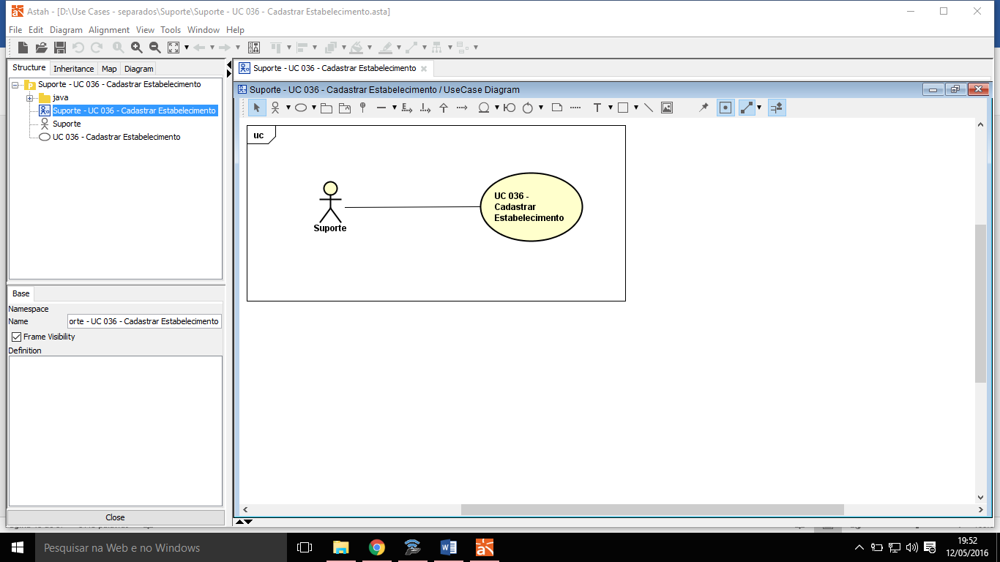 Astah - [D:\Use Cases - separados\Suporte\Suporte - UC 036 - Cadastrar Estabelecimento.asta]
File Edit Diagram Alignment View Tools Window Help
Structure Inheritance Map Diagram
Suporte - UC 036 - Cadastrar Estabelecimento
java
Suporte - UC 036 - Cadastrar Estabelecimento
Suporte
UC 036 - Cadastrar Estabelecimento
Base
Namespace
Name orte - UC 036 - Cadastrar Estabelecimento
Frame Visibility
Definition
Close
Suporte - UC 036 - Cadastrar Estabelecimento
Suporte - UC 036 - Cadastrar Estabelecimento / UseCase Diagram
uc
Suporte
UC 036 -
Cadastrar
Estabelecimento
Pesquisar na Web e no Windows
19:52
12/05/2016